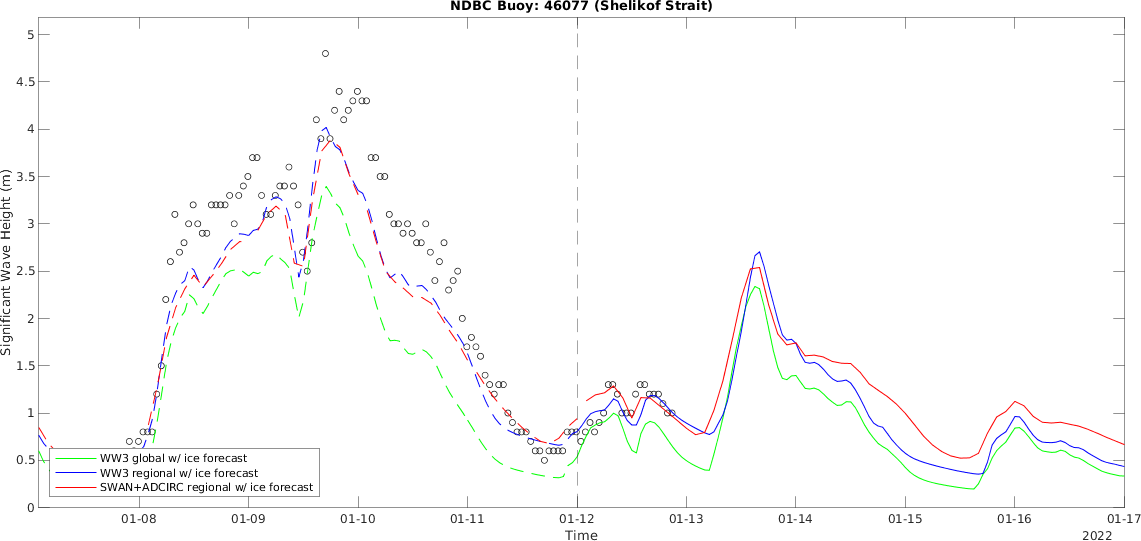 NDBC Buoy: 46077 (Shelikof Strait)
Significant Wave Height (m)
5
4.5
4
3.5
3
2.5
2
1.5
1
0.5
0
WW3 global w/ ice forecast
WW3 regional w/ ice forecast
SWAN+ADCIRC regional w/ ice forecast
01-08 01-09 01-10 01-11 01-12 01-13 01-14 01-15 01-16 01-17
Time
2022